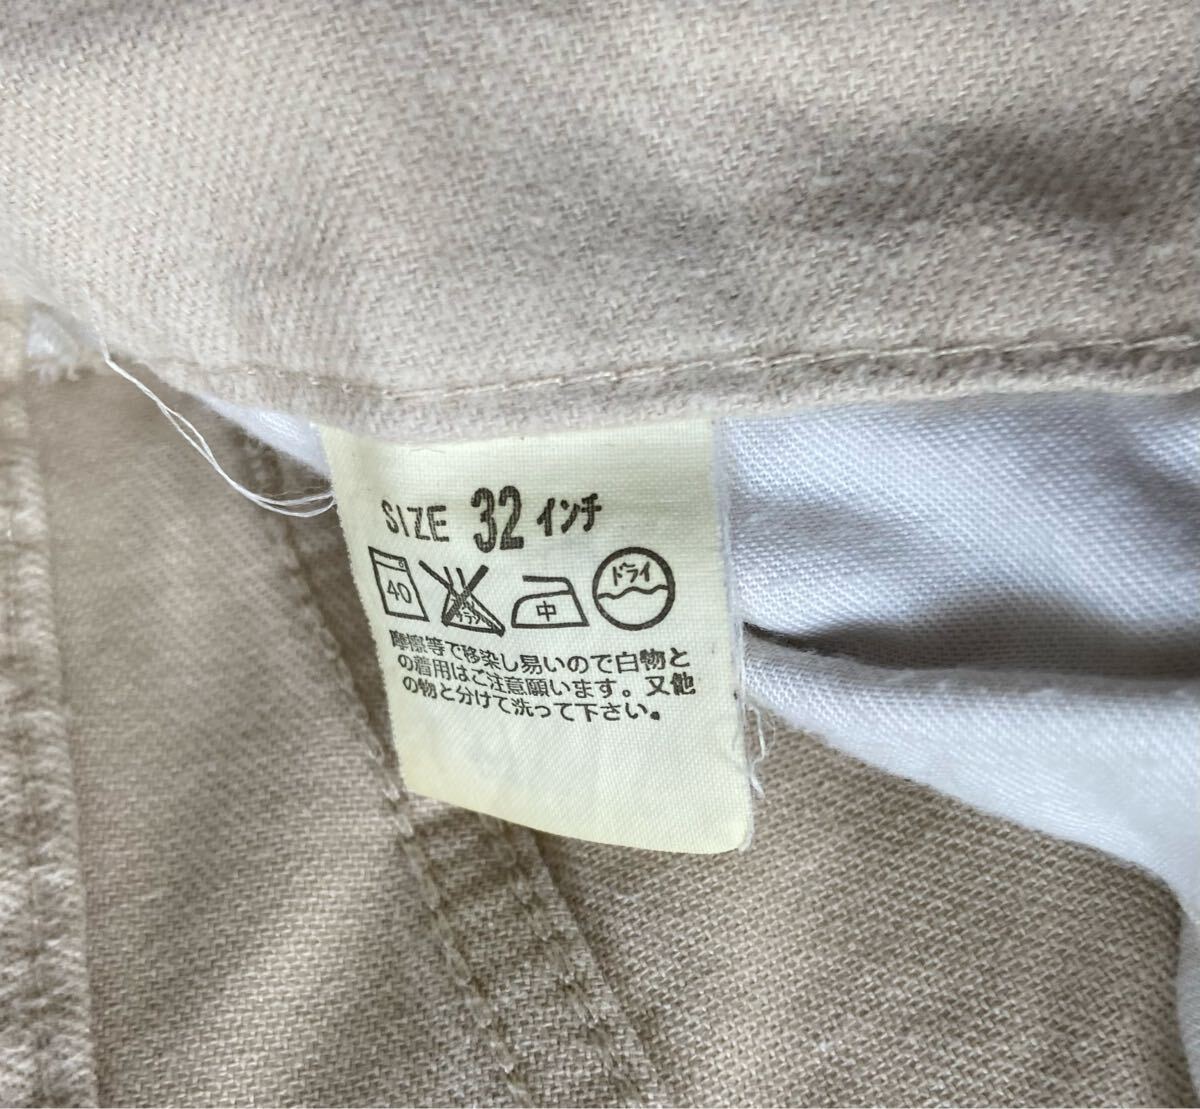 SIZE 32 インチ
40 中 ドライ
摩擦等で移染し易いので白物と
の着用はご注意願います。又他
の物と分けて洗って下さい。